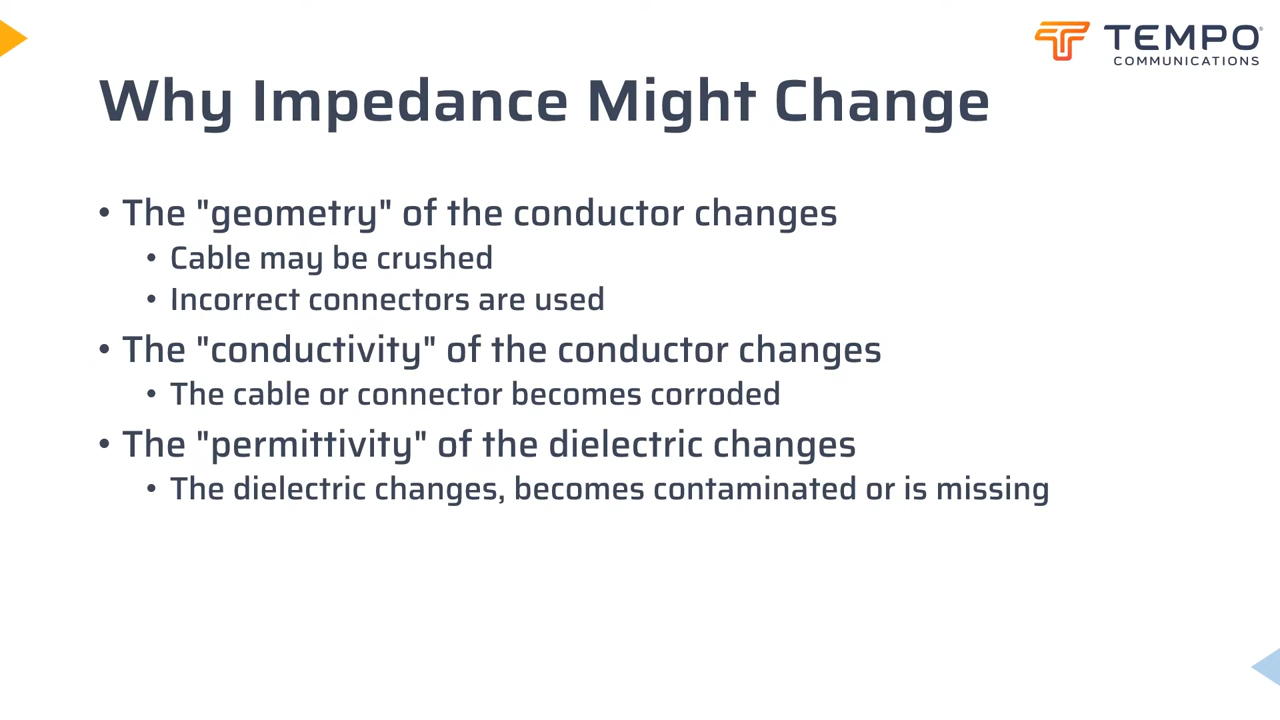 TEMPO
COMMUNICATIONS
Why Impedance Might Change
• The "geometry" of the conductor changes
• Cable may be crushed
• Incorrect connectors are used
• The "conductivity" of the conductor changes
• The cable or connector becomes corroded
• The "permittivity" of the dielectric changes
• The dielectric changes, becomes contaminated or is missing